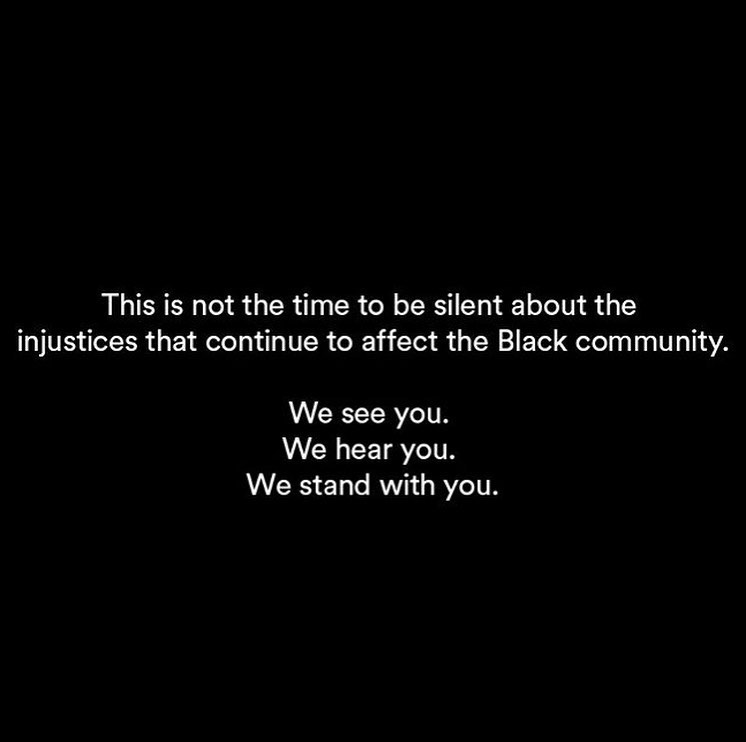 This is not the time to be silent about the
injustices that continue to affect the Black community.
We see you.
We hear you.
We stand with you.